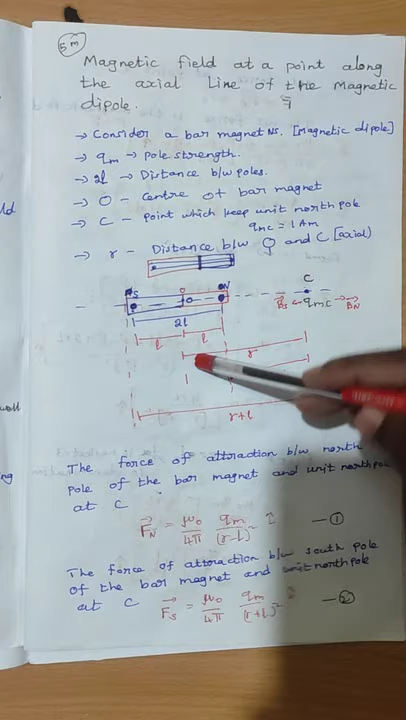 5m
Magnetic field at a point along
the axial Line of the Magnetic
dipole.
→ Consider a bar magnet NS. [Magnetic dipole]
→ qm → Pole strength.
→ 2l → Distance b/w poles.
→ O – Centre of bar magnet
→ C – Point which keep unit north pole
qmc = 1 Am
→ r – Distance b/w O and C [axial]
S O N C
B⃗s ← qmc → B⃗N
2l
l l r
r+l
The force of attraction b/w north
pole of the bar magnet and unit north pole
at C
F⃗N = μ₀/4π qm/(r-l)² î —①
The force of attraction b/w south pole
of the bar magnet and unit north pole
at C F⃗s = μ₀/4π qm/(r+l)² î —②
wall